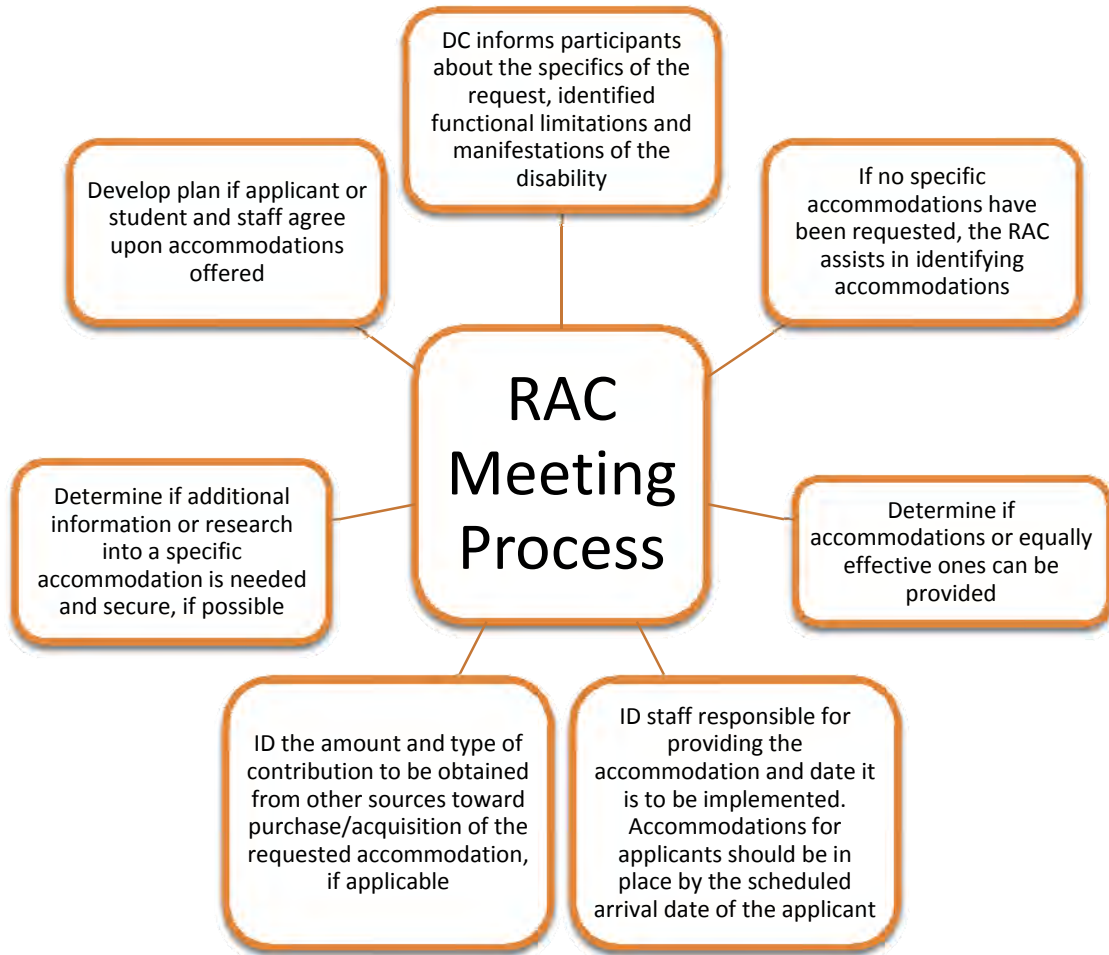 DC informs participants
about the specifics of the
request, identified
functional limitations and
manifestations of the
disability
If no specific
accommodations have
been requested, the RAC
assists in identifying
accommodations
Determine if
accommodations or equally
effective ones can be
provided
ID staff responsible for
providing the
accommodation and date it
is to be implemented.
Accommodations for
applicants should be in
place by the scheduled
arrival date of the applicant
ID the amount and type of
contribution to be obtained
from other sources toward
purchase/acquisition of the
requested accommodation,
if applicable
Determine if additional
information or research
into a specific
accommodation is needed
and secure, if possible
Develop plan if applicant or
student and staff agree
upon accommodations
offered
RAC
Meeting
Process